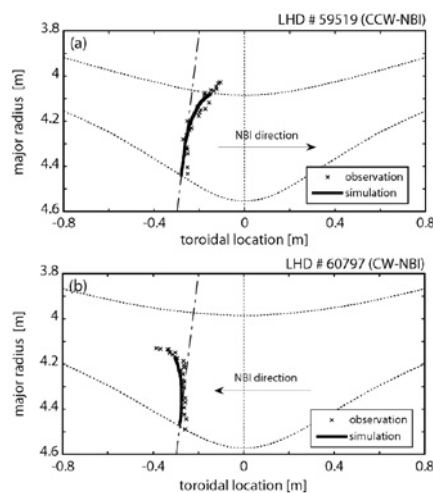 LHD # 59519 (CCW-NBI)
(a)
3.8
4
4.2
4.4
4.6
major radius [m]
NBI direction
× observation
simulation
-0.8 -0.4 0 0.4 0.8
toroidal location [m]
LHD # 60797 (CW-NBI)
(b)
3.8
4
4.2
4.4
4.6
major radius [m]
NBI direction
× observation
simulation
-0.8 -0.4 0 0.4 0.8
toroidal location [m]